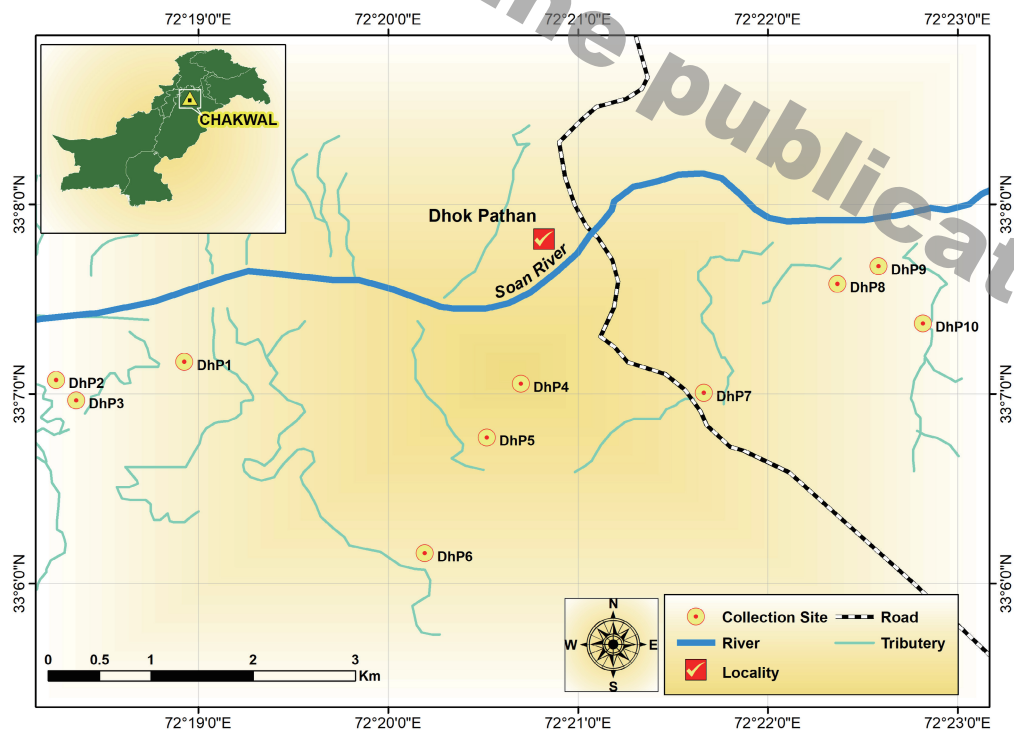 72°19'0"E 72°20'0"E 72°21'0"E 72°22'0"E 72°23'0"E
ne publicat
CHAKWAL
33°8'0"N 33°8'0"N
Dhok Pathan
Soan River
DhP9
DhP8
DhP10
DhP1
DhP2
DhP3
DhP4
DhP7
33°7'0"N 33°7'0"N
DhP5
DhP6
33°6'0"N 33°6'0"N
N
W E
S
Collection Site Road
River Tributery
Locality
0 0.5 1 2 3
Km
72°19'0"E 72°20'0"E 72°21'0"E 72°22'0"E 72°23'0"E